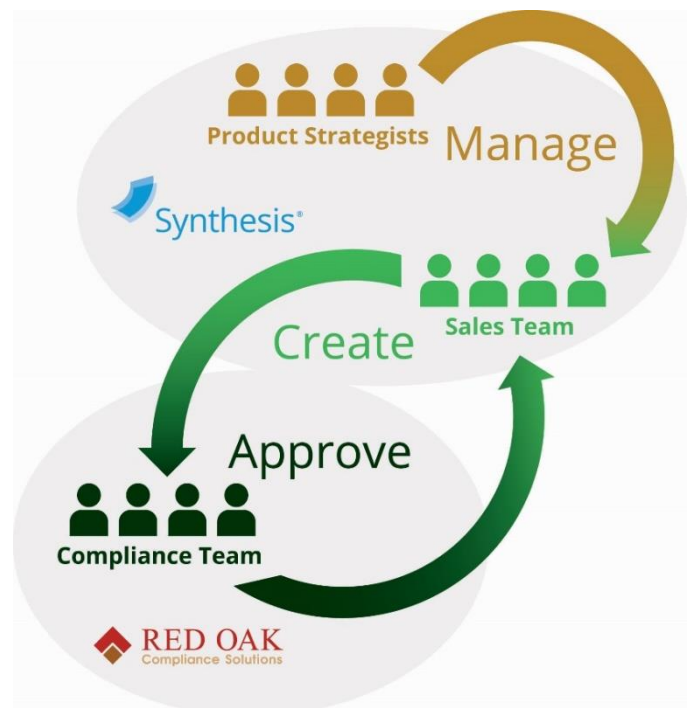 Product Strategists
Manage
Synthesis®
Sales Team
Create
Approve
Compliance Team
RED OAK
Compliance Solutions